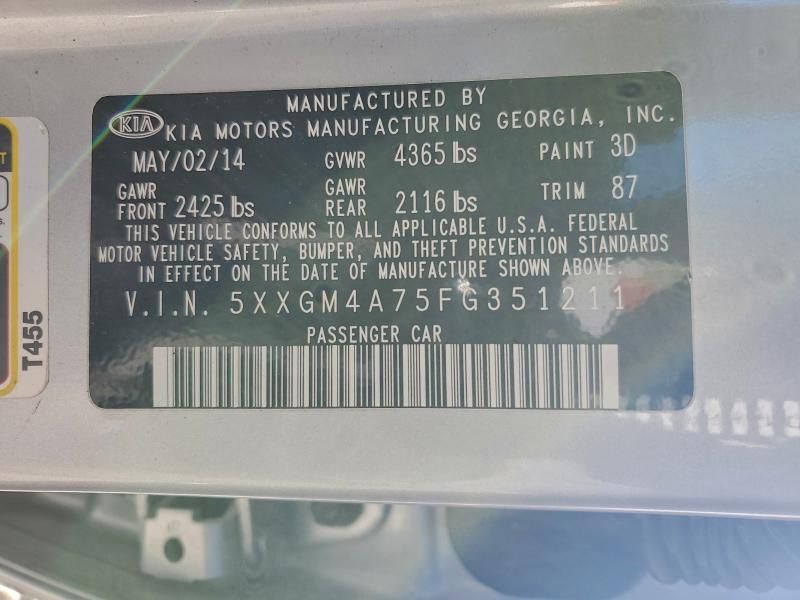 MANUFACTURED BY
KIA KIA MOTORS MANUFACTURING GEORGIA, INC.
MAY/02/14 GVWR 4365 lbs PAINT 3D
GAWR FRONT 2425 lbs GAWR REAR 2116 lbs TRIM 87
THIS VEHICLE CONFORMS TO ALL APPLICABLE U.S.A. FEDERAL
MOTOR VEHICLE SAFETY, BUMPER, AND THEFT PREVENTION STANDARDS
IN EFFECT ON THE DATE OF MANUFACTURE SHOWN ABOVE.
V.I.N. 5XXGM4A75FG351211
PASSENGER CAR
T455